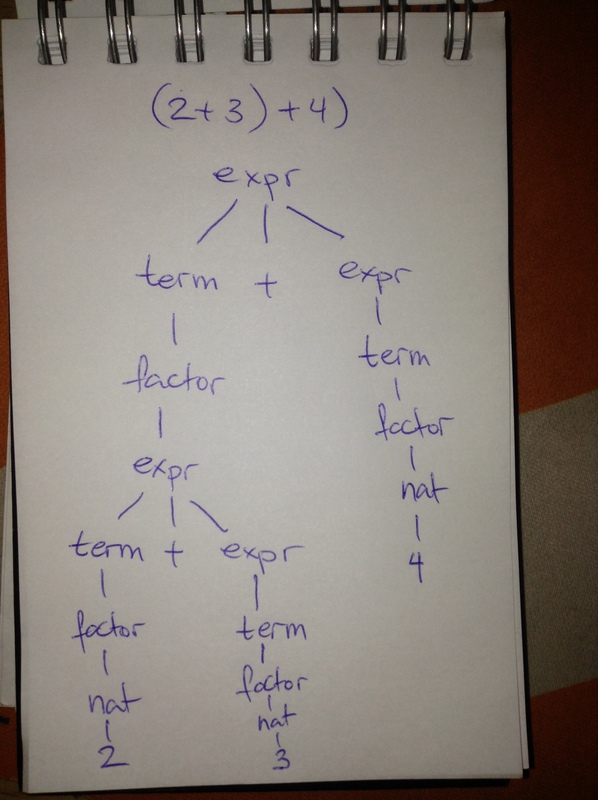 (2+3)+4)
expr
term + expr
term
factor
factor
expr
nat
term + expr
4
factor
term
factor
nat
nat
2
3